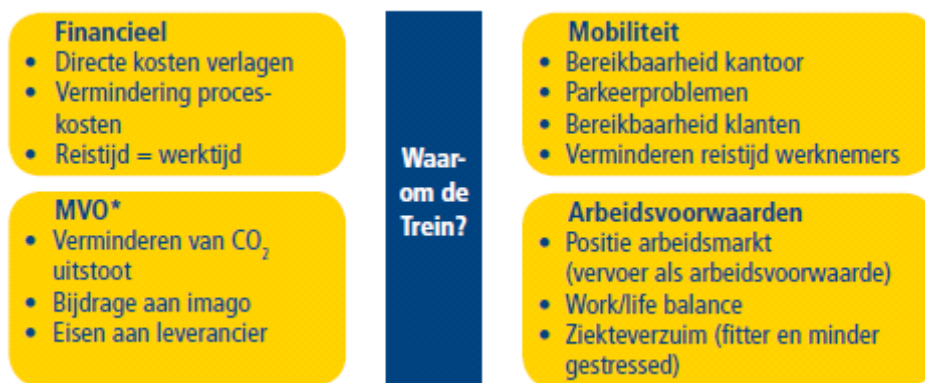 Financieel
• Directe kosten verlagen
• Vermindering proces-
kosten
• Reistijd = werktijd
MVO*
• Verminderen van CO₂
uitstoot
• Bijdrage aan imago
• Eisen aan leverancier
Waar-
om de
Trein?
Mobiliteit
• Bereikbaarheid kantoor
• Parkeerproblemen
• Bereikbaarheid klanten
• Verminderen reistijd werknemers
Arbeidsvoorwaarden
• Positie arbeidsmarkt
(vervoer als arbeidsvoorwaarde)
• Work/life balance
• Ziekteverzuim (fitter en minder
gestressed)